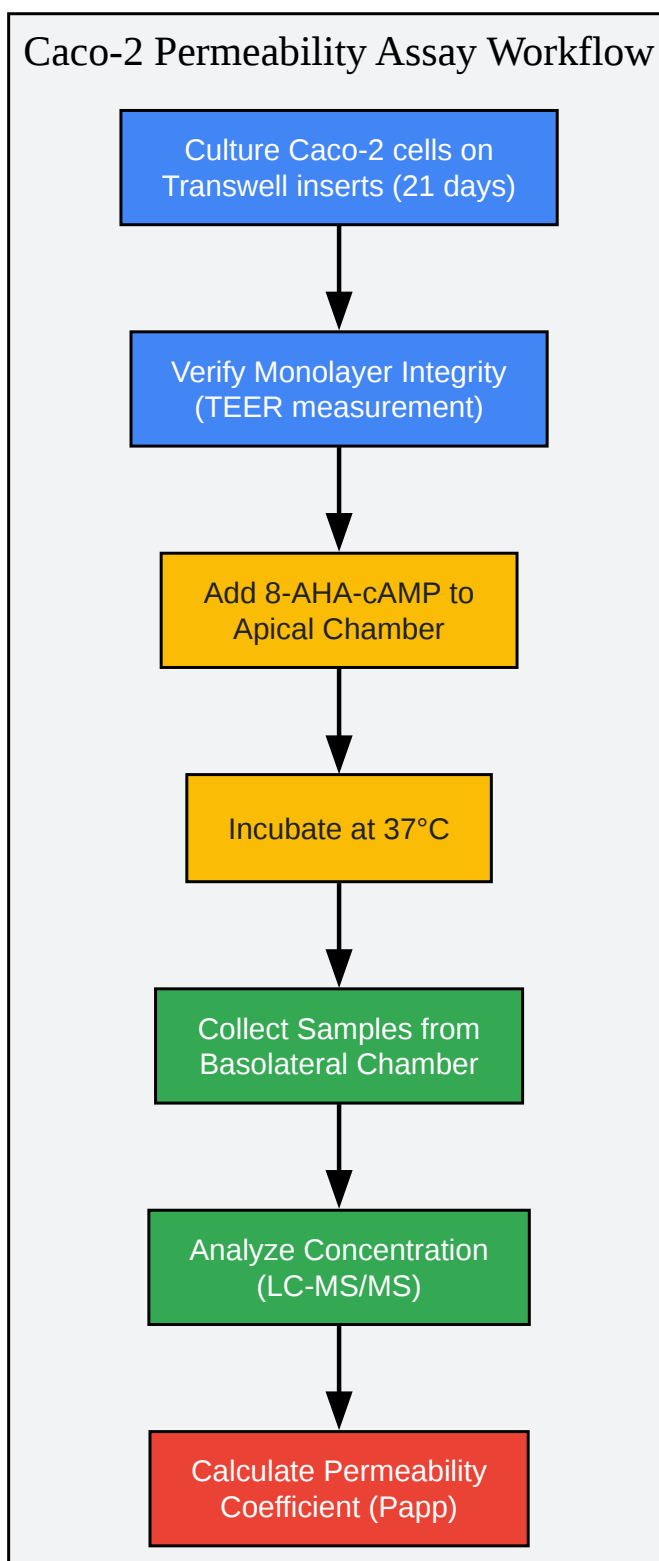 Caco-2 Permeability Assay Workflow
Culture Caco-2 cells on
Transwell inserts (21 days)
Verify Monolayer Integrity
(TEER measurement)
Add 8-AHA-cAMP to
Apical Chamber
Incubate at 37°C
Collect Samples from
Basolateral Chamber
Analyze Concentration
(LC-MS/MS)
Calculate Permeability
Coefficient (Papp)